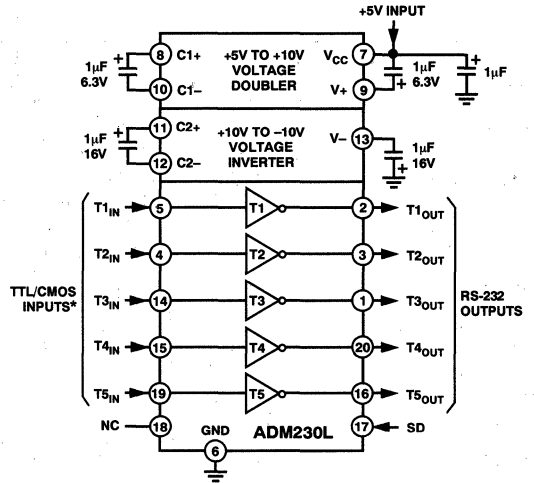 +5V INPUT
8 C1+ +5V TO +10V VCC 7
1μF 6.3V VOLTAGE 1μF 6.3V 1μF
10 C1– DOUBLER V+ 9
11 C2+ +10V TO –10V
1μF 16V VOLTAGE V– 13
12 C2– INVERTER 1μF 16V
T1IN 5 T1 2 T1OUT
T2IN 4 T2 3 T2OUT
TTL/CMOS INPUTS*
T3IN 14 T3 1 T3OUT
RS-232 OUTPUTS
T4IN 15 T4 20 T4OUT
T5IN 19 T5 16 T5OUT
NC 18 GND ADM230L 17 SD
6